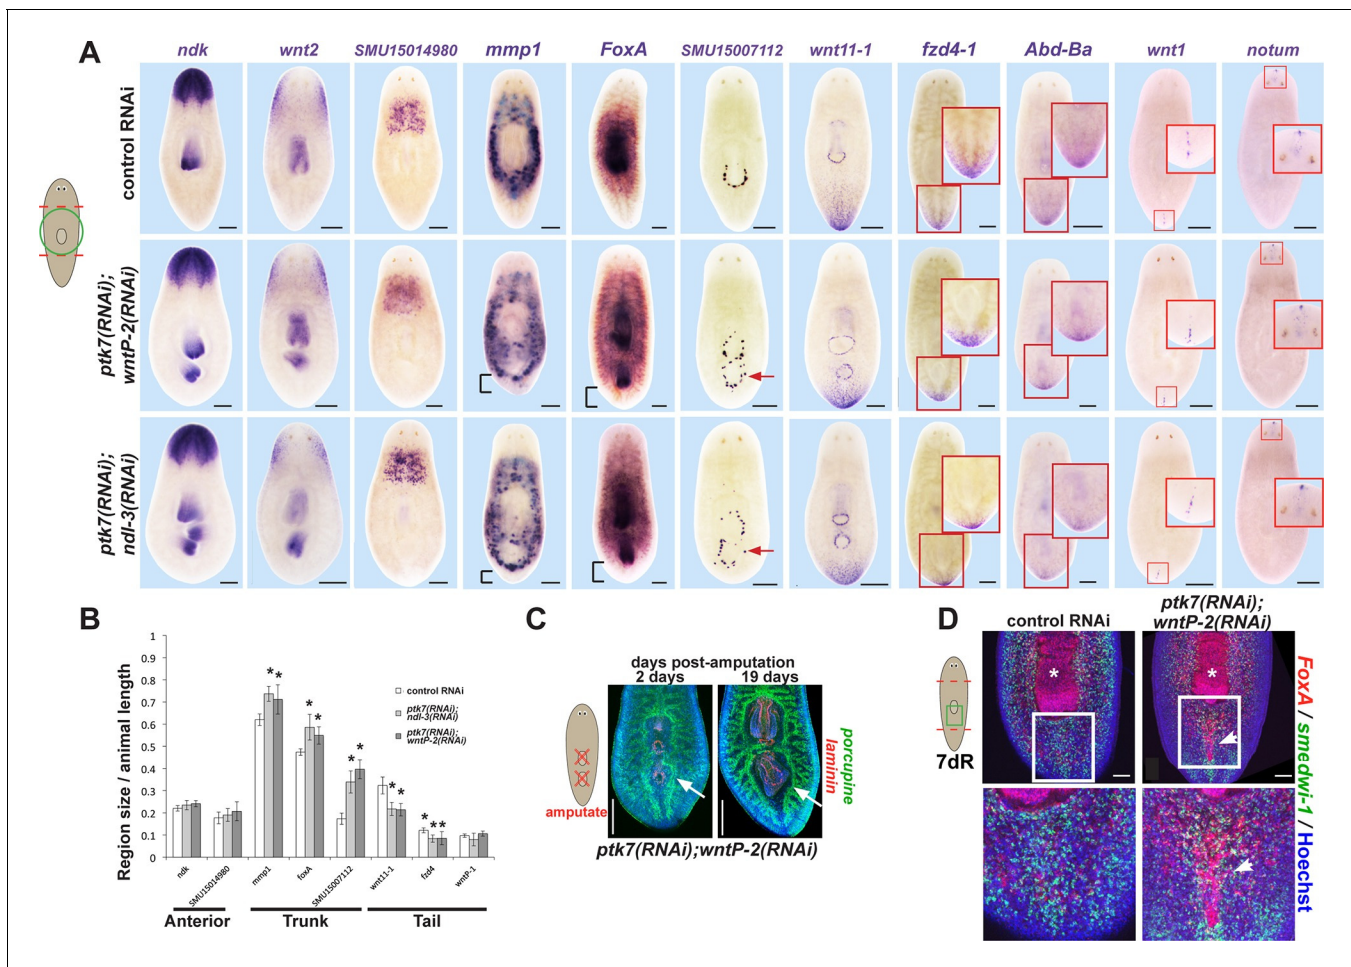 A
ndk wnt2 SMU15014980 mmp1 FoxA SMU15007112 wnt11-1 fzd4-1 Abd-Ba wnt1 notum
control RNAi
ptk7(RNAi);
wntP-2(RNAi)
ptk7(RNAi);
ndl-3(RNAi)
B
Region size / animal length
1
0.9
0.8
0.7
0.6
0.5
0.4
0.3
0.2
0.1
0
* * * * * * * * * **
control RNAi
ptk7(RNAi);
ndl-3(RNAi)
ptk7(RNAi);
wntP-2(RNAi)
ndk SMU15014980 mmp1 foxA SMU15007112 wnt11-1 fzd4 wntP-1
Anterior Trunk Tail
C
days post-amputation
2 days 19 days
amputate
porcupine
laminin
ptk7(RNAi);wntP-2(RNAi)
D
control RNAi
ptk7(RNAi);
wntP-2(RNAi)
* *
7dR
FoxA / smedwi-1 / Hoechst